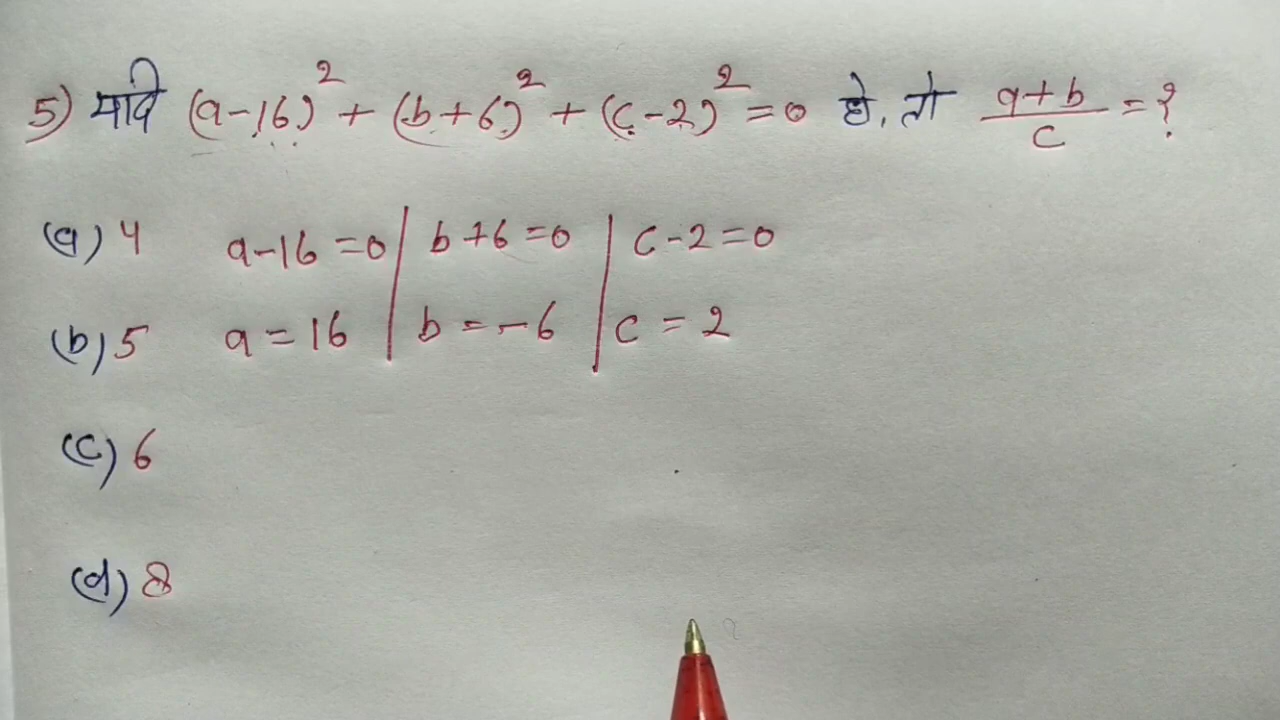 5) यदि (a-16)² + (b+6)² + (c-2)² = 0 है, तो a+b/c = ?
(a) 4 a-16=0 | b+6=0 | c-2=0
(b) 5 a=16 | b=-6 | c=2
(c) 6
(d) 8